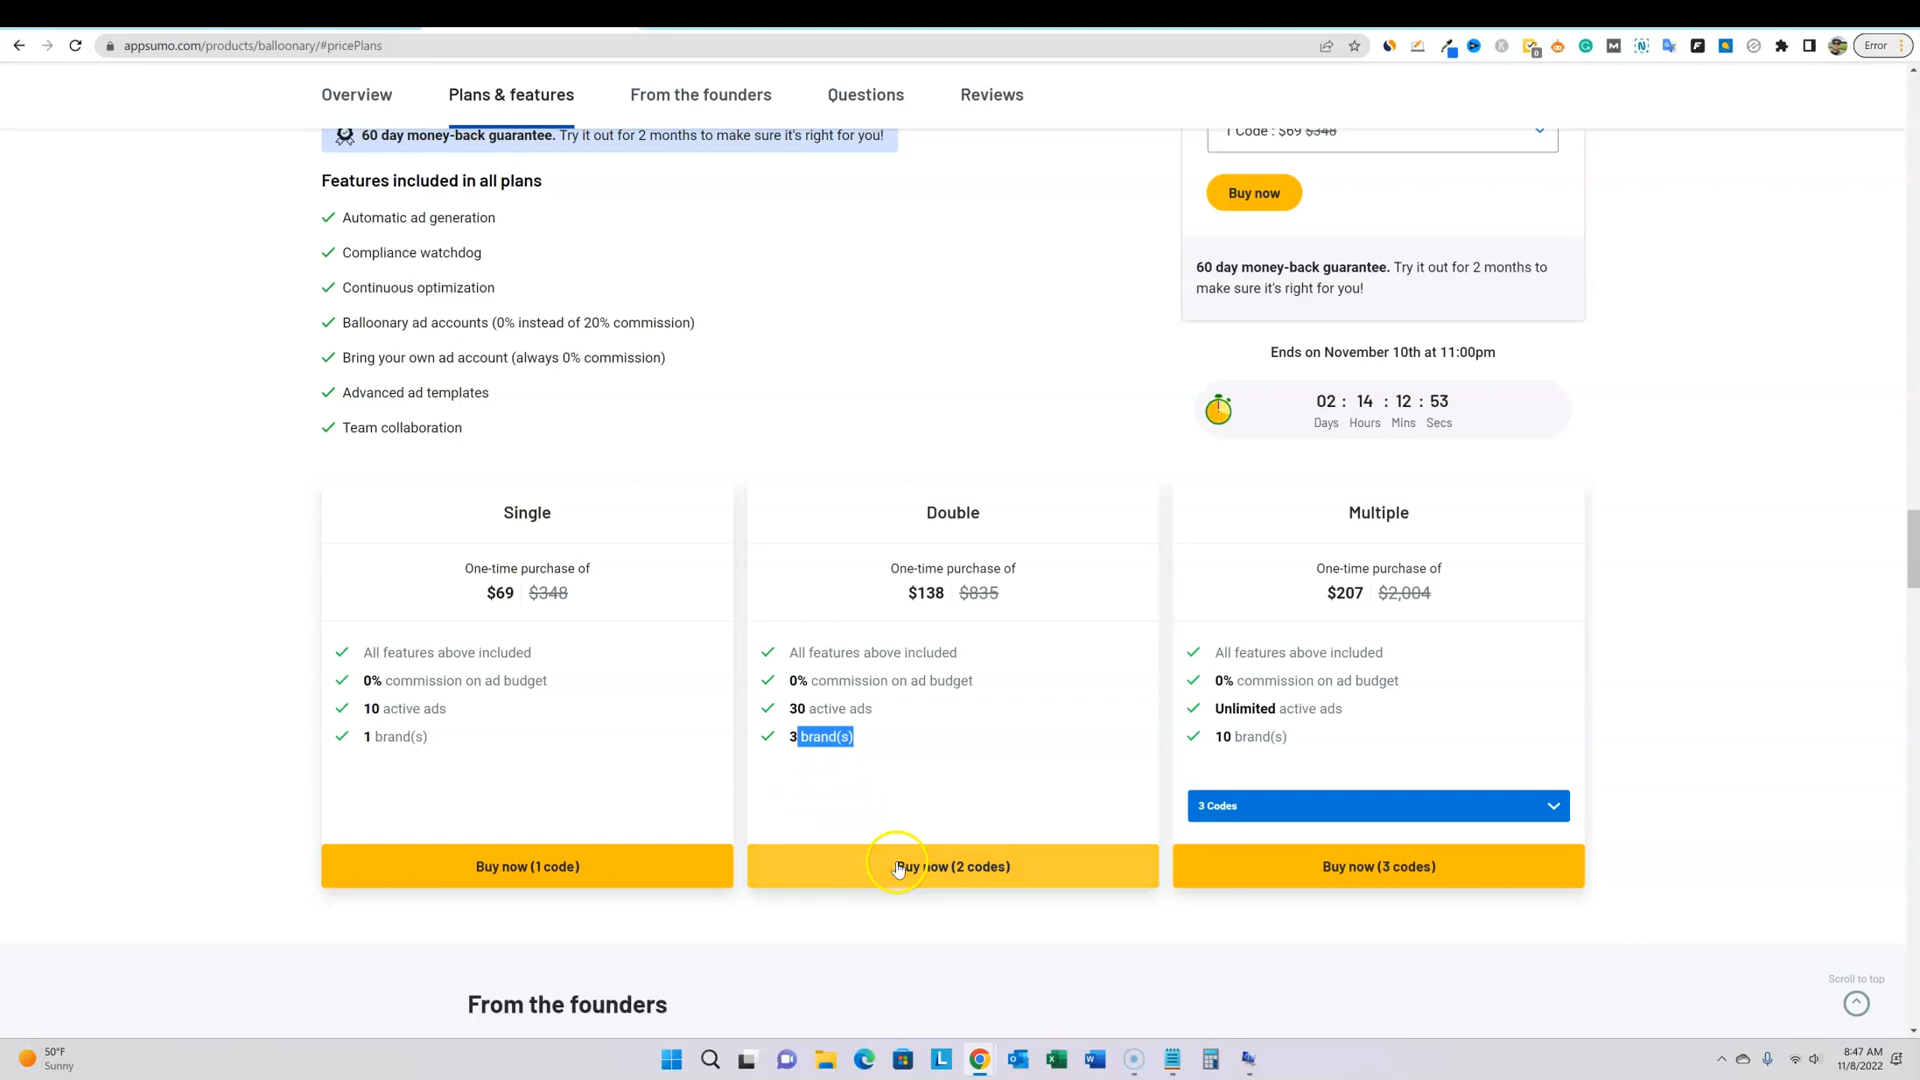 appsumo.com/products/balloonary/#pricePlans
Error
Overview
Plans & features
From the founders
Questions
Reviews
60 day money-back guarantee. Try it out for 2 months to make sure it's right for you!
Features included in all plans
Automatic ad generation
Compliance watchdog
Continuous optimization
Balloonary ad accounts (0% instead of 20% commission)
Bring your own ad account (always 0% commission)
Advanced ad templates
Team collaboration
1 Code : $69 $348
Buy now
60 day money-back guarantee. Try it out for 2 months to
make sure it's right for you!
Ends on November 10th at 11:00pm
02 : 14 : 12 : 53
Days Hours Mins Secs
Single
One-time purchase of
$69 $348
All features above included
0% commission on ad budget
10 active ads
1 brand(s)
Buy now (1 code)
Double
One-time purchase of
$138 $835
All features above included
0% commission on ad budget
30 active ads
3 brand(s)
Buy now (2 codes)
Multiple
One-time purchase of
$207 $2,004
All features above included
0% commission on ad budget
Unlimited active ads
10 brand(s)
3 Codes
Buy now (3 codes)
From the founders
Scroll to top
50°F
Sunny
8:47 AM
11/8/2022